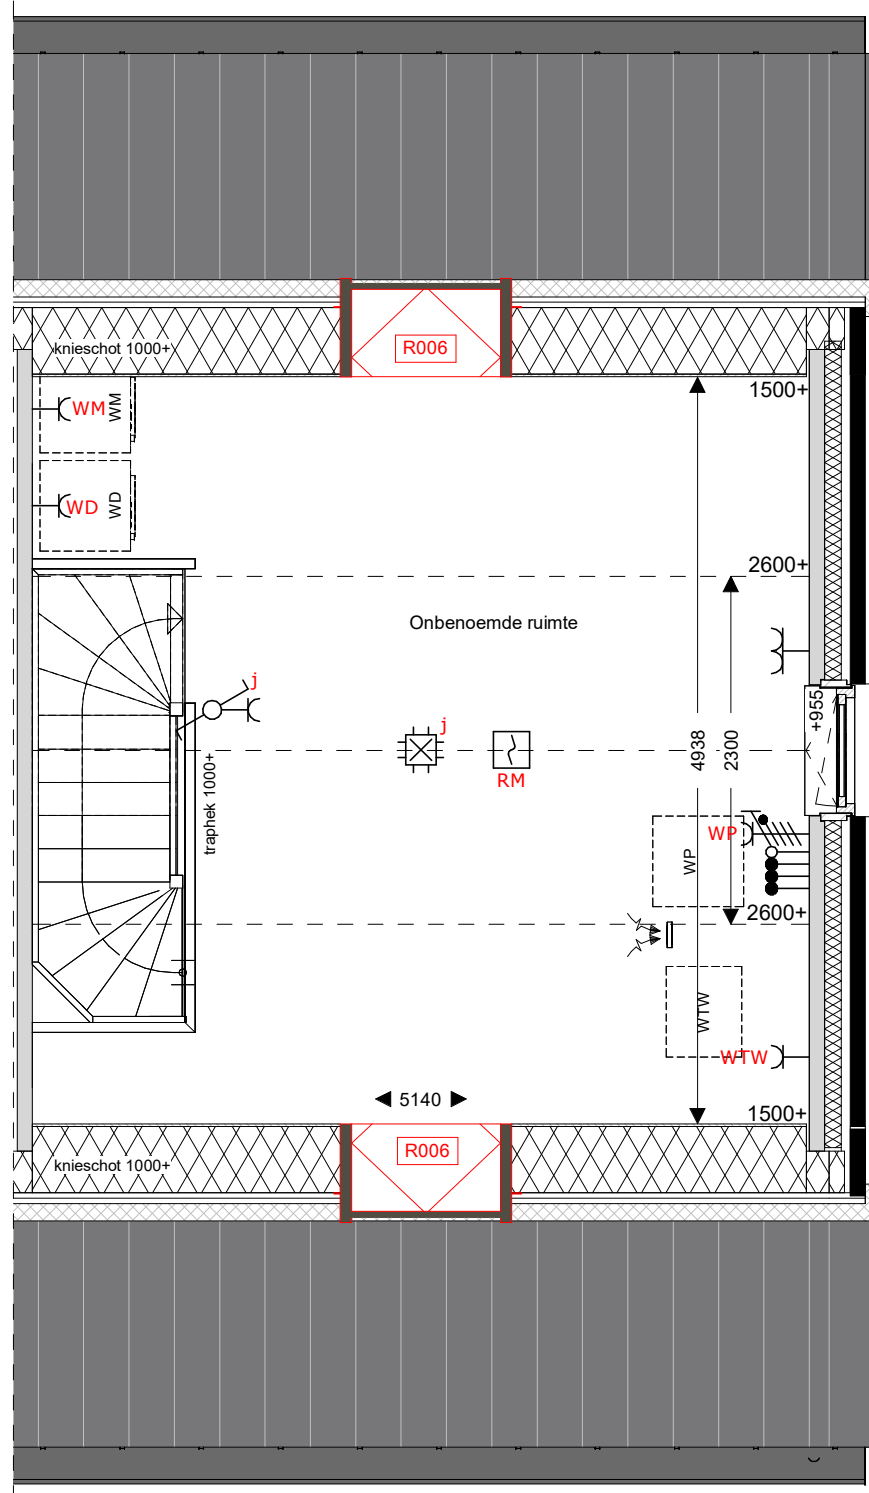 R006
knieschot 1000+
1500+
WM
WM
WD
WD
2600+
Onbenoemde ruimte
j
+955
j
4938
2300
RM
traphek 1000+
WP
WP
2600+
WTW
WTW
5140
1500+
R006
knieschot 1000+